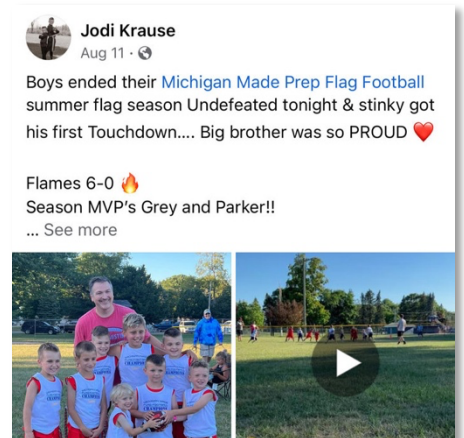 Jodi Krause
Aug 11 ·
Boys ended their Michigan Made Prep Flag Football
summer flag season Undefeated tonight & stinky got
his first Touchdown.... Big brother was so PROUD ❤️
Flames 6-0 🔥
Season MVP's Grey and Parker!!
... See more